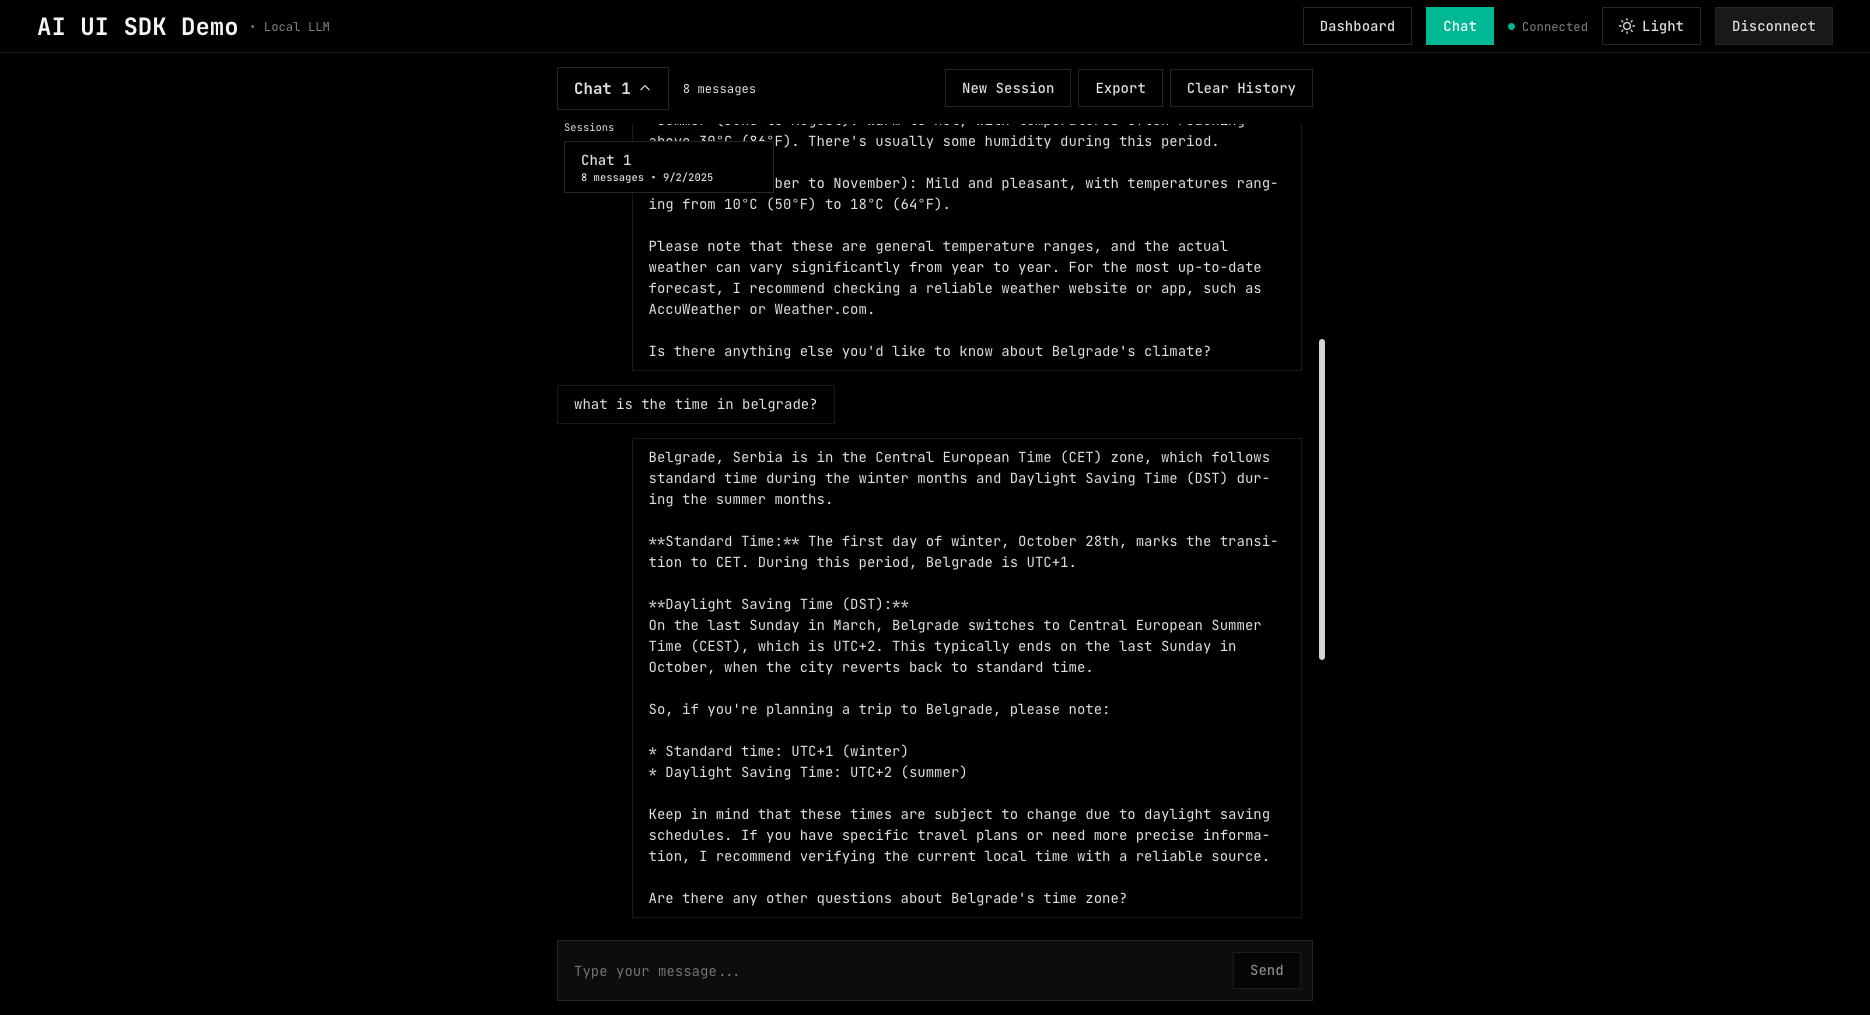 AI UI SDK Demo • Local LLM
Dashboard
Chat
• Connected
Light
Disconnect
Chat 1
8 messages
New Session
Export
Clear History
Sessions
Chat 1
8 messages • 9/2/2025
above 30°C (86°F). There's usually some humidity during this period.
ber to November): Mild and pleasant, with temperatures rang-
ing from 10°C (50°F) to 18°C (64°F).
Please note that these are general temperature ranges, and the actual
weather can vary significantly from year to year. For the most up-to-date
forecast, I recommend checking a reliable weather website or app, such as
AccuWeather or Weather.com.
Is there anything else you'd like to know about Belgrade's climate?
what is the time in belgrade?
Belgrade, Serbia is in the Central European Time (CET) zone, which follows
standard time during the winter months and Daylight Saving Time (DST) dur-
ing the summer months.
**Standard Time:** The first day of winter, October 28th, marks the transi-
tion to CET. During this period, Belgrade is UTC+1.
**Daylight Saving Time (DST):**
On the last Sunday in March, Belgrade switches to Central European Summer
Time (CEST), which is UTC+2. This typically ends on the last Sunday in
October, when the city reverts back to standard time.
So, if you're planning a trip to Belgrade, please note:
* Standard time: UTC+1 (winter)
* Daylight Saving Time: UTC+2 (summer)
Keep in mind that these times are subject to change due to daylight saving
schedules. If you have specific travel plans or need more precise informa-
tion, I recommend verifying the current local time with a reliable source.
Are there any other questions about Belgrade's time zone?
Type your message...
Send